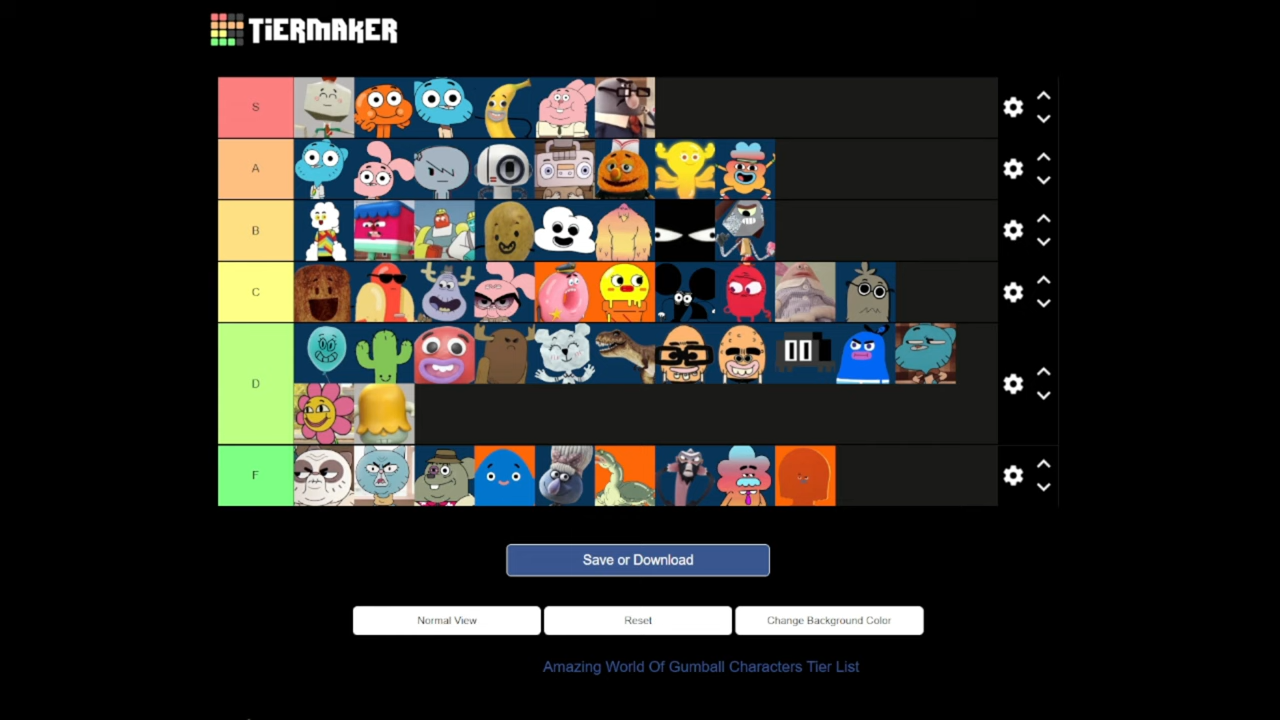 TiERMAKER
S
A
B
C
D
F
Save or Download
Normal View
Reset
Change Background Color
Amazing World Of Gumball Characters Tier List